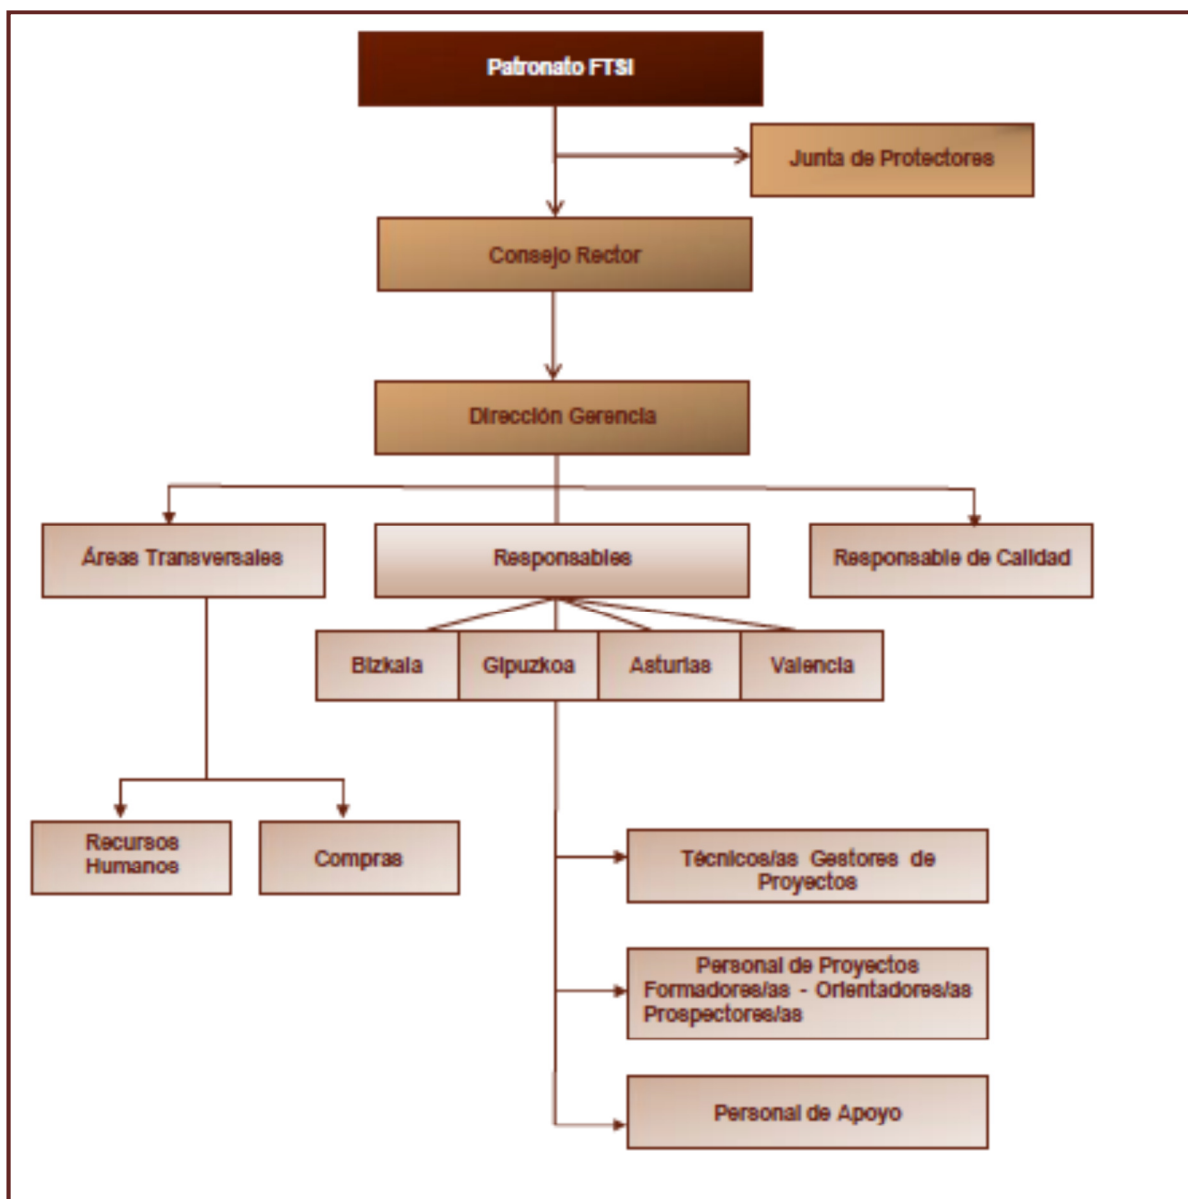 Patronato FTSI
Junta de Protectores
Consejo Rector
Dirección Gerencia
Áreas Transversales
Responsables
Responsable de Calidad
Bizkaia
Gipuzkoa
Asturias
Valencia
Recursos
Humanos
Compras
Técnicos/as Gestores de
Proyectos
Personal de Proyectos
Formadores/as - Orientadores/as
Prospectores/as
Personal de Apoyo